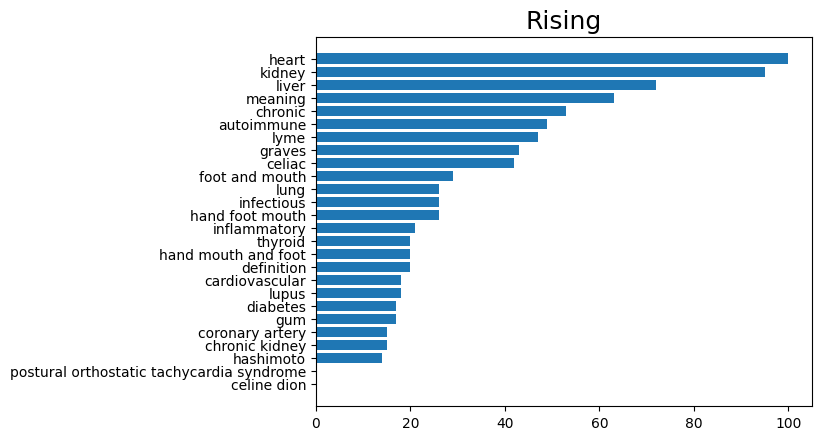 Rising
heart
kidney
liver
meaning
chronic
autoimmune
lyme
graves
celiac
foot and mouth
lung
infectious
hand foot mouth
inflammatory
thyroid
hand mouth and foot
definition
cardiovascular
lupus
diabetes
gum
coronary artery
chronic kidney
hashimoto
postural orthostatic tachycardia syndrome
celine dion
0 20 40 60 80 100